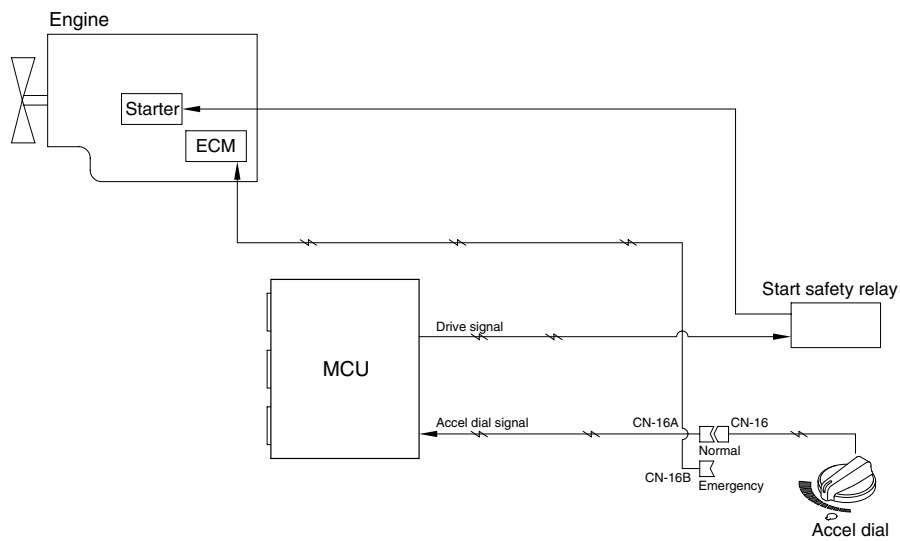 Engine
Starter
ECM
Start safety relay
Drive signal
MCU
Accel dial signal
CN-16A
CN-16
Normal
CN-16B
Emergency
Accel dial